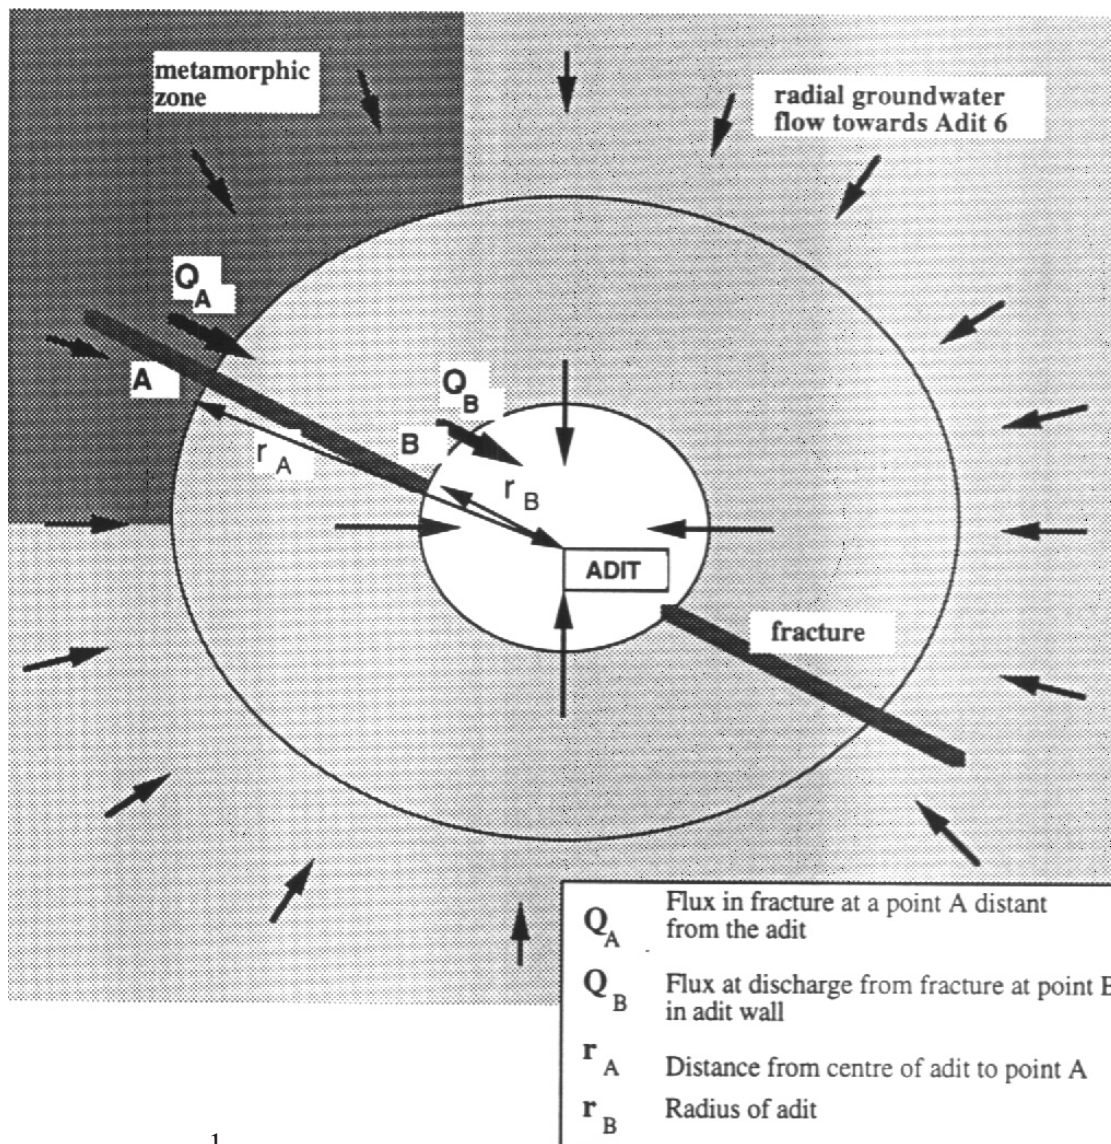 metamorphic
zone
radial groundwater
flow towards Adit 6
Q A
A
Q B
B
r A
r B
ADIT
fracture
Q A Flux in fracture at a point A distant
from the adit
Q B Flux at discharge from fracture at point B
in adit wall
r A Distance from centre of adit to point A
r B Radius of adit
1